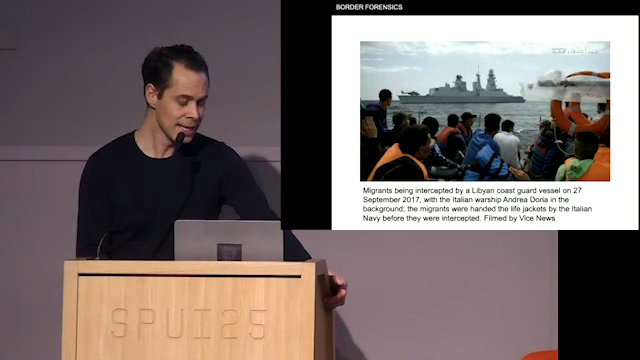 BORDER FORENSICS
Migrants being intercepted by a Libyan coast guard vessel on 27
September 2017, with the Italian warship Andrea Doria in the
background; the migrants were handed the life jackets by the Italian
Navy before they were intercepted. Filmed by Vice News
SPUI25